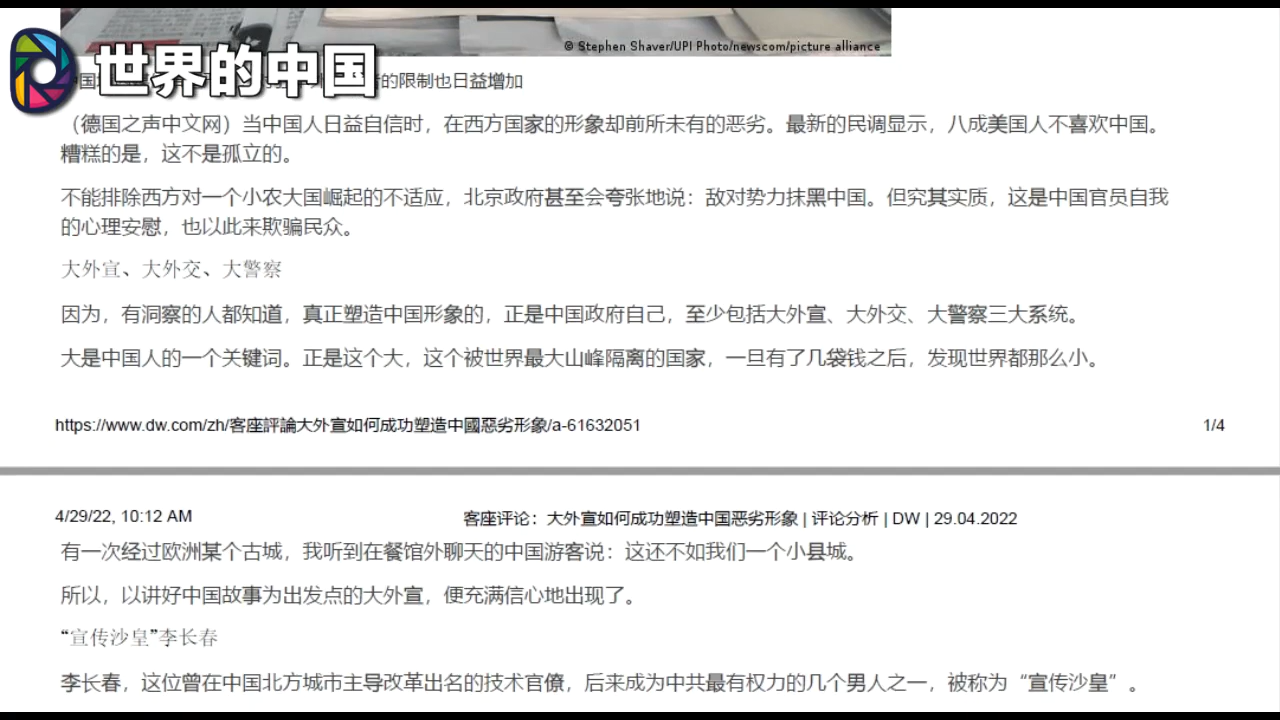 © Stephen Shaver/UPI Photo/newscom/picture alliance
世界的中国
的限制也日益增加
（德国之声中文网）当中国人日益自信时，在西方国家的形象却前所未有的恶劣。最新的民调显示，八成美国人不喜欢中国。
糟糕的是，这不是孤立的。
不能排除西方对一个小农大国崛起的不适应，北京政府甚至会夸张地说：敌对势力抹黑中国。但究其实质，这是中国官员自我
的心理安慰，也以此来欺骗民众。
大外宣、大外交、大警察
因为，有洞察的人都知道，真正塑造中国形象的，正是中国政府自己，至少包括大外宣、大外交、大警察三大系统。
大是中国人的一个关键词。正是这个大，这个被世界最大山峰隔离的国家，一旦有了几袋钱之后，发现世界都那么小。
https://www.dw.com/zh/客座評論大外宣如何成功塑造中國惡劣形象/a-61632051
1/4
4/29/22, 10:12 AM
客座评论：大外宣如何成功塑造中国恶劣形象 | 评论分析 | DW | 29.04.2022
有一次经过欧洲某个古城，我听到在餐馆外聊天的中国游客说：这还不如我们一个小县城。
所以，以讲好中国故事为出发点的大外宣，便充满信心地出现了。
“宣传沙皇”李长春
李长春，这位曾在中国北方城市主导改革出名的技术官僚，后来成为中共最有权力的几个男人之一，被称为“宣传沙皇”。